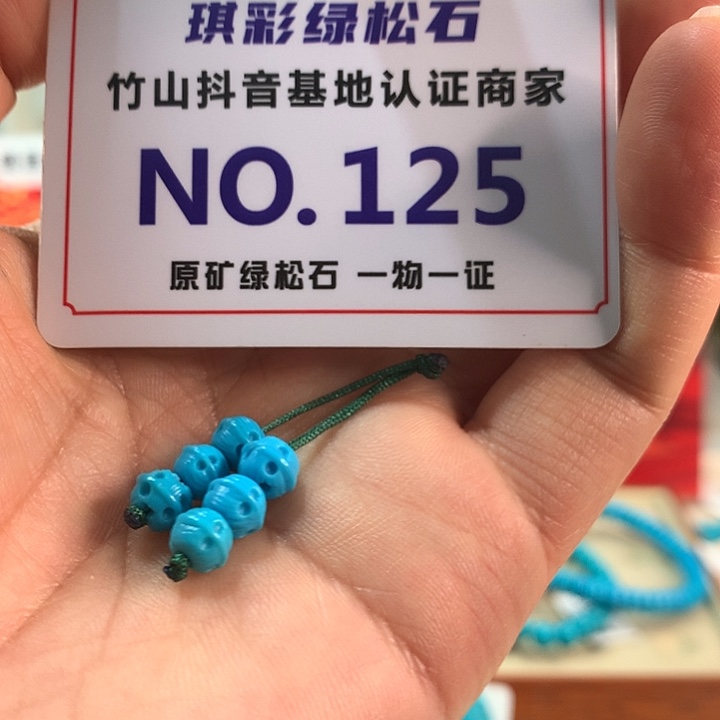 琪彩绿松石
竹山抖音基地认证商家
NO.125
原矿绿松石 一物一证